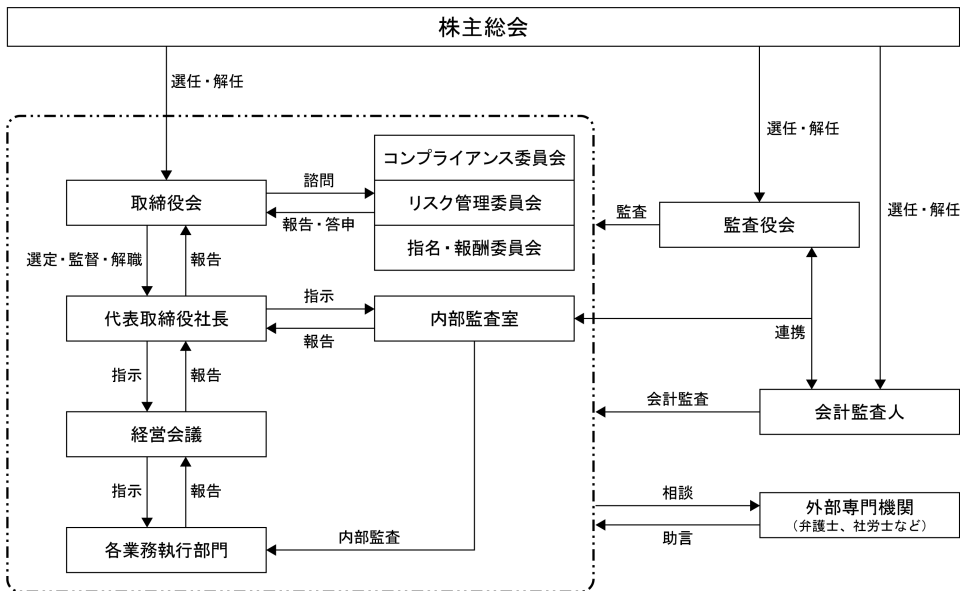 株主総会
選任・解任
選任・解任
選任・解任
コンプライアンス委員会
リスク管理委員会
指名・報酬委員会
取締役会
諮問
報告・答申
監査
監査役会
選定・監督・解職
報告
代表取締役社長
指示
報告
内部監査室
連携
指示
報告
経営会議
会計監査
会計監査人
指示
報告
相談
助言
外部専門機関
（弁護士、社労士など）
各業務執行部門
内部監査